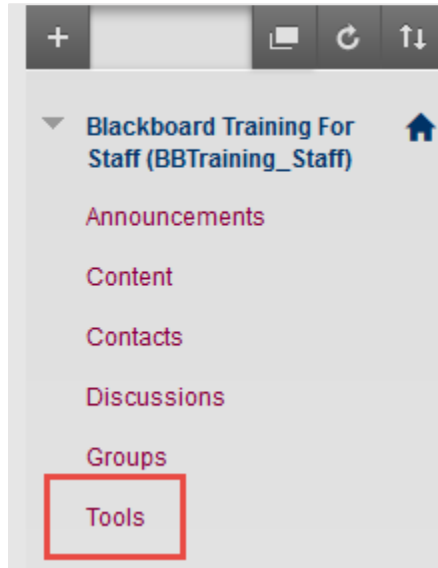 Blackboard Training For
Staff (BBTraining_Staff)
Announcements
Content
Contacts
Discussions
Groups
Tools